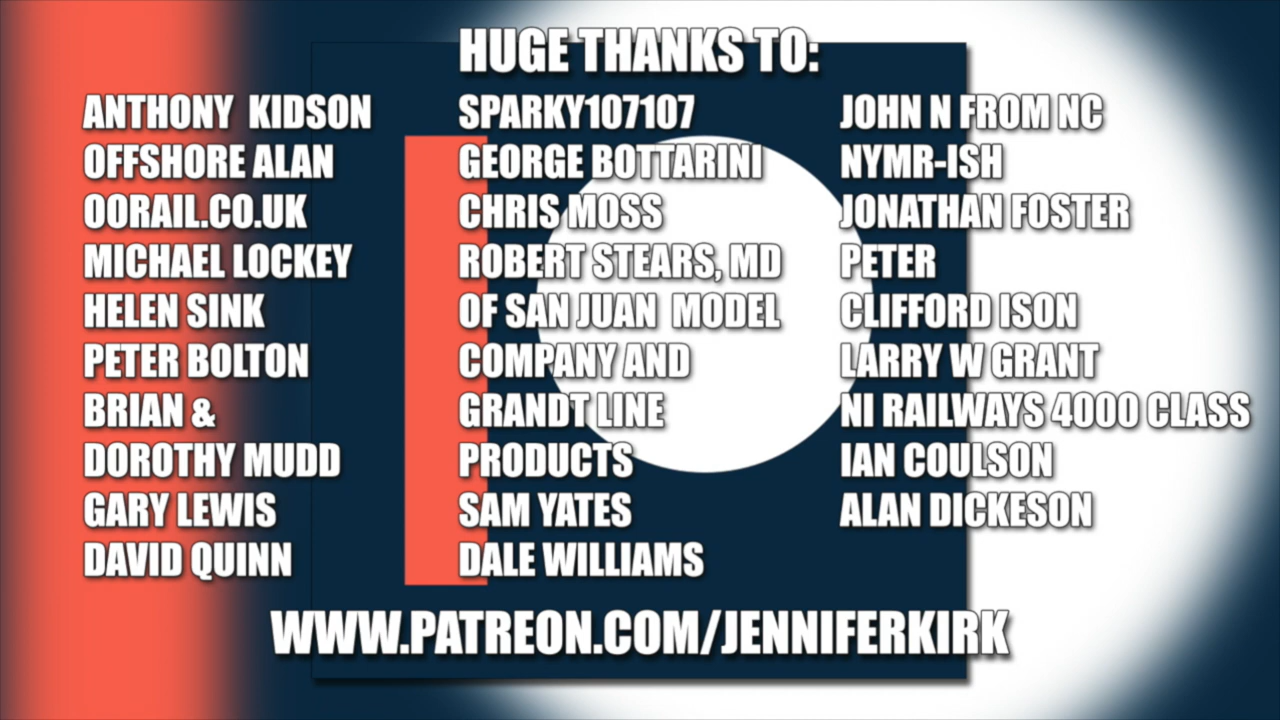 HUGE THANKS TO:
ANTHONY  KIDSON
OFFSHORE ALAN
OORAIL.CO.UK
MICHAEL LOCKEY
HELEN SINK
PETER BOLTON
BRIAN &
DOROTHY MUDD
GARY LEWIS
DAVID QUINN
SPARKY107107
GEORGE BOTTARINI
CHRIS MOSS
ROBERT STEARS, MD
OF SAN JUAN  MODEL
COMPANY AND
GRANDT LINE
PRODUCTS
SAM YATES
DALE WILLIAMS
JOHN N FROM NC
NYMR-ISH
JONATHAN FOSTER
PETER
CLIFFORD ISON
LARRY W GRANT
NI RAILWAYS 4000 CLASS
IAN COULSON
ALAN DICKESON
WWW.PATREON.COM/JENNIFERKIRK